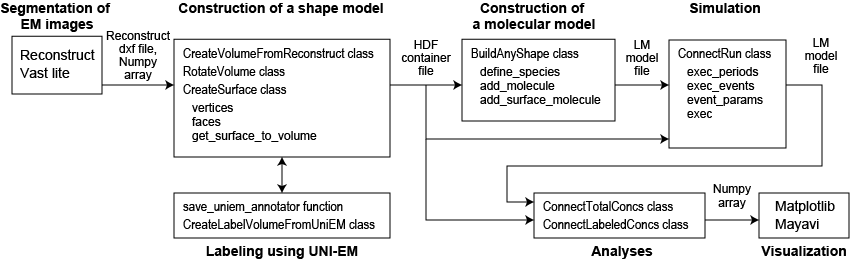 Segmentation of
EM images
Reconstruct
Vast lite
Reconstruct
dxf file,
Numpy
array
Construction of a shape model
CreateVolumeFromReconstruct class
RotateVolume class
CreateSurface class
vertices
faces
get_surface_to_volume
save_uniem_annotator function
CreateLabelVolumeFromUniEM class
Labeling using UNI-EM
HDF
container
file
Construction of
a molecular model
BuildAnyShape class
define_species
add_molecule
add_surface_molecule
LM
model
file
Simulation
ConnectRun class
exec_periods
exec_events
event_params
exec
LM
model
file
ConnectTotalConcs class
ConnectLabeledConcs class
Analyses
Numpy
array
Matplotlib
Mayavi
Visualization